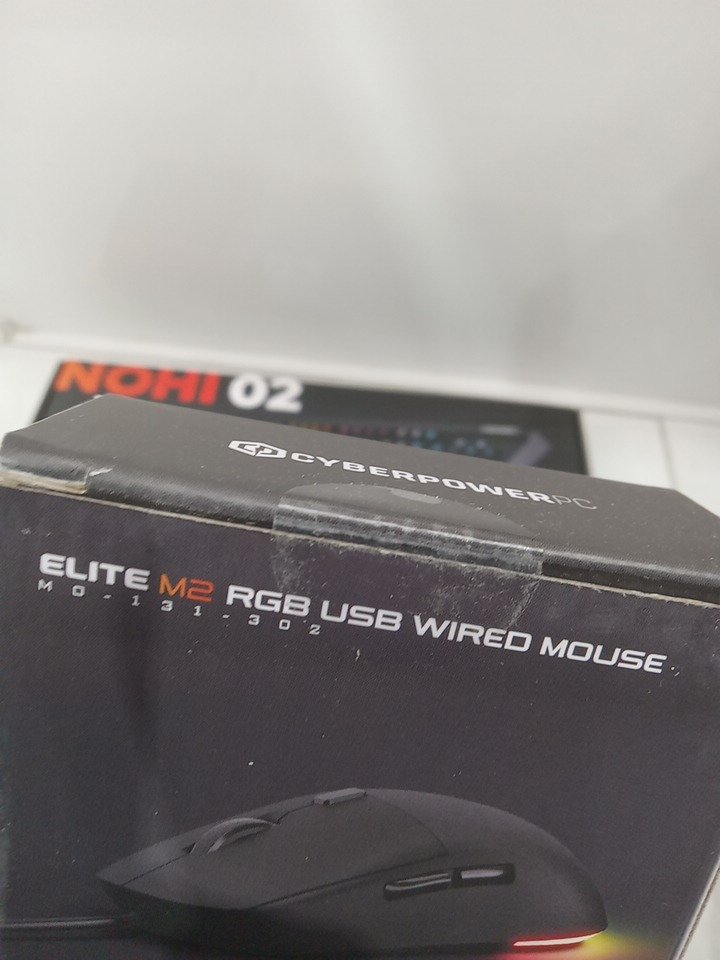 NOHI 02
CYBERPOWERPC
ELITE M2 RGB USB WIRED MOUSE
MO-131-302